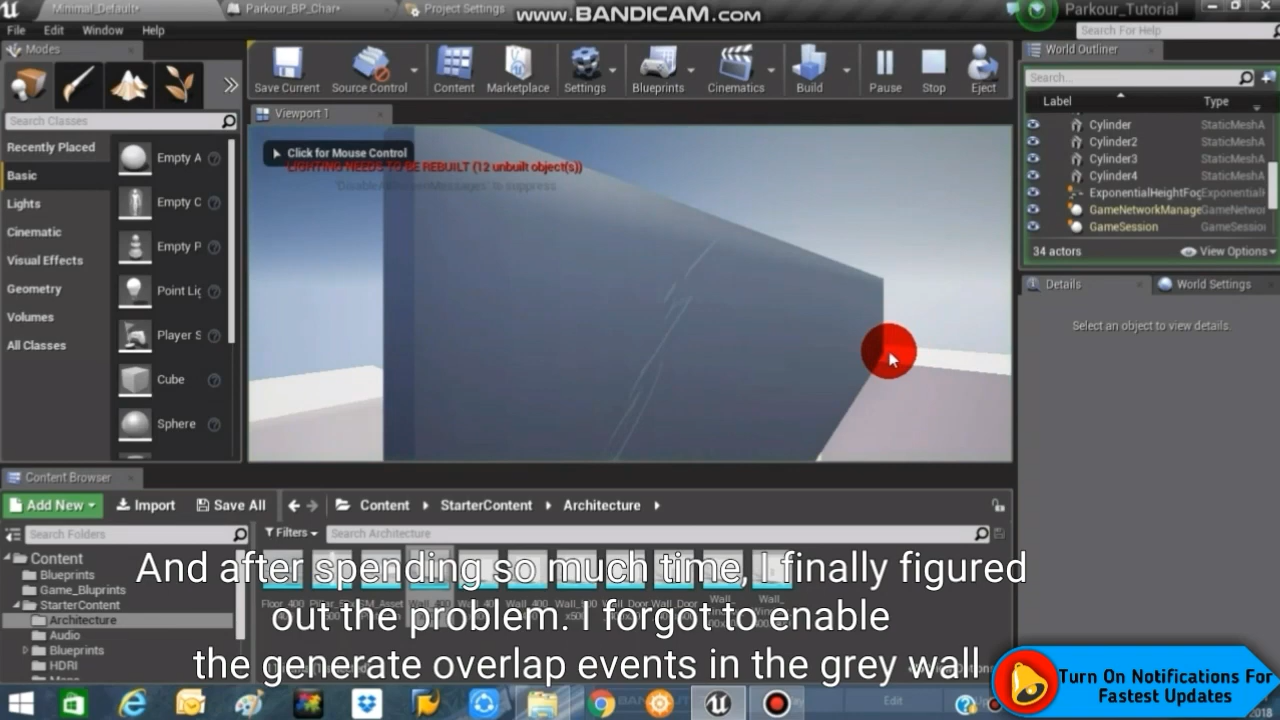 Minimal_Default*
Parkour_BP_Char*
Project Settings
www.BANDICAM.com
Parkour_Tutorial
File Edit Window Help
Search For Help
Modes
Save Current
Source Control
Content
Marketplace
Settings
Blueprints
Cinematics
Build
Pause
Stop
Eject
World Outliner
Search...
Label Type
Search Classes
Viewport 1
Click for Mouse Control
LIGHTING NEEDS TO BE REBUILT (12 unbuilt object(s))
'DisableAllScreenMessages' to suppress
Recently Placed
Basic
Lights
Cinematic
Visual Effects
Geometry
Volumes
All Classes
Empty A
Empty C
Empty P
Point Lig
Player S
Cube
Sphere
Cylinder StaticMeshA
Cylinder2 StaticMeshA
Cylinder3 StaticMeshA
Cylinder4 StaticMeshA
ExponentialHeightFog Exponential
GameNetworkManage GameNetwor
GameSession GameSessio
34 actors
View Options
Details
World Settings
Select an object to view details.
Content Browser
Add New
Import
Save All
Content
StarterContent
Architecture
Search Folders
Filters
Search Architecture
Content
Blueprints
Game_Bluprints
StarterContent
Architecture
Audio
Blueprints
HDRI
And after spending so much time, I finally figured
out the problem. I forgot to enable
the generate overlap events in the grey wall
Turn On Notifications For
Fastest Updates
Edit
2018